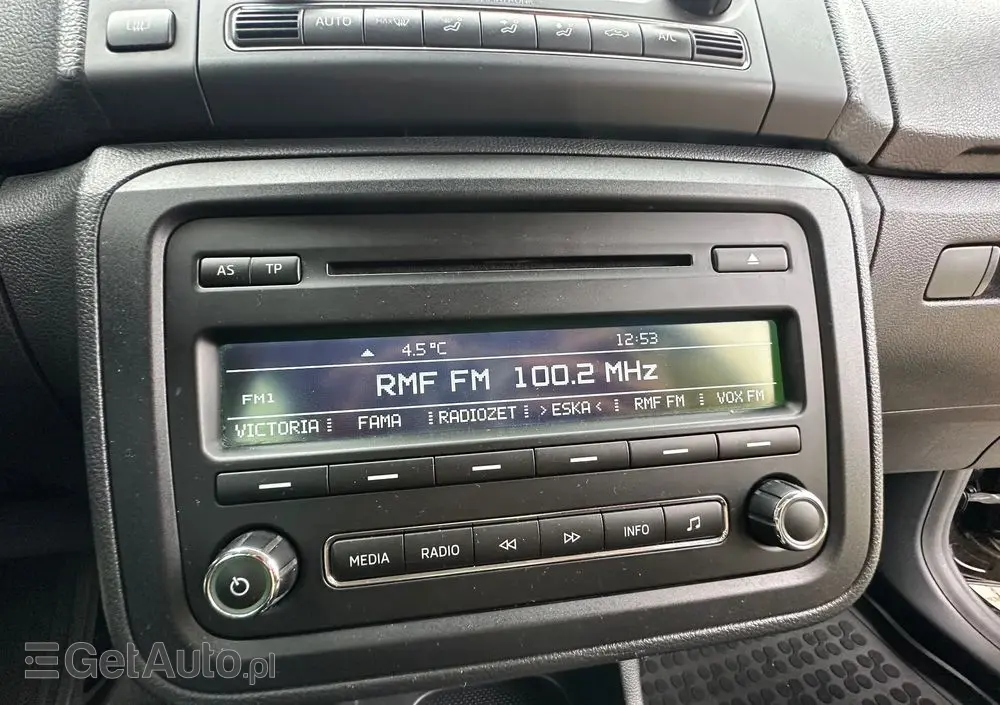 AUTO MAX A/C
AS TP
4.5°C 12:53
RMF FM 100.2 MHz
FM1
VICTORIA FAMA RADIOZET >ESKA< RMF FM VOX FM
MEDIA RADIO INFO
GetAuto.pl